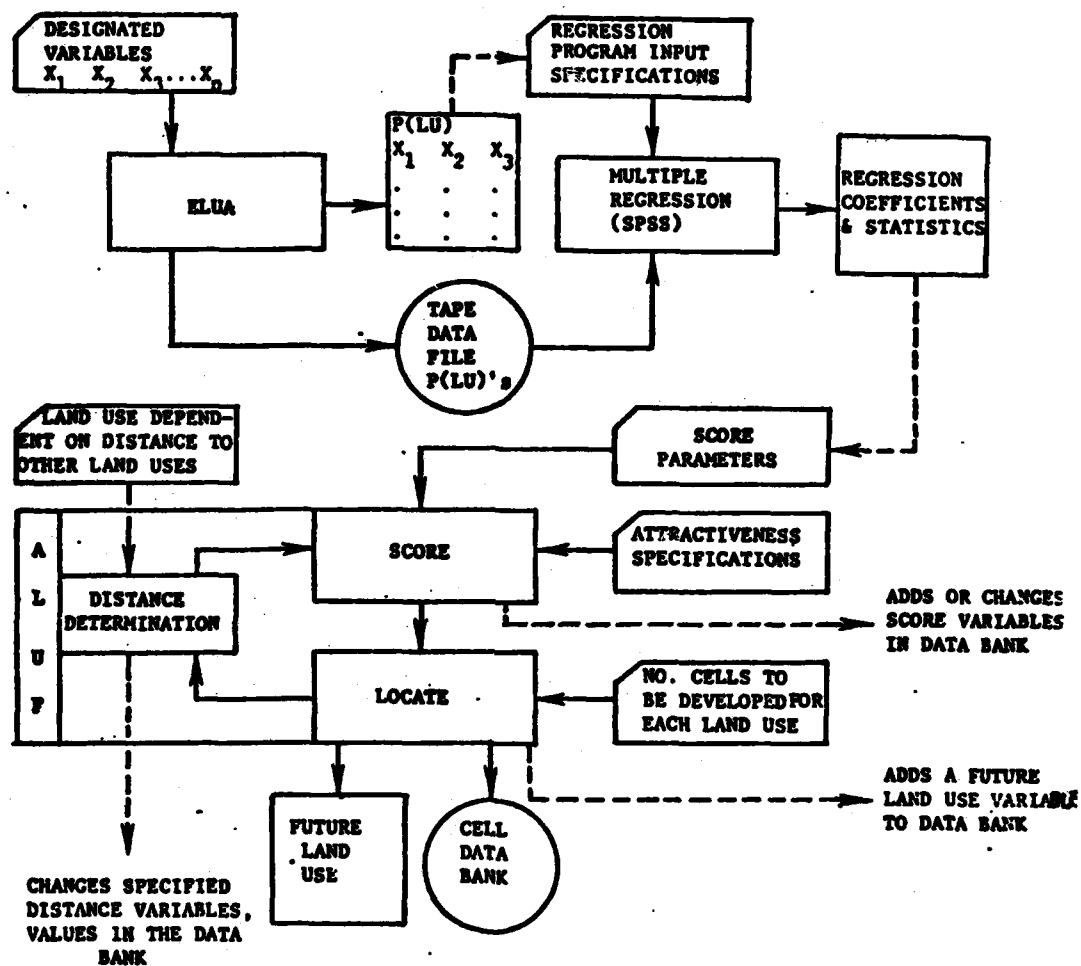 DESIGNATED
VARIABLES
X1 X2 X3...Xn
REGRESSION
PROGRAM INPUT
SPECIFICATIONS
P(LU)
X1 X2 X3
. . .
. . .
. . .
ELUA
MULTIPLE
REGRESSION
(SPSS)
REGRESSION
COEFFICIENTS
& STATISTICS
TAPE
DATA
FILE
P(LU)'s
LAND USE DEPEND-
ENT ON DISTANCE TO
OTHER LAND USES
SCORE
PARAMETERS
A
L
U
F
SCORE
ATTRACTIVENESS
SPECIFICATIONS
DISTANCE
DETERMINATION
ADDS OR CHANGES
SCORE VARIABLES
IN DATA BANK
LOCATE
NO. CELLS TO
BE DEVELOPED FOR
EACH LAND USE
ADDS A FUTURE
LAND USE VARIABLE
TO DATA BANK
FUTURE
LAND
USE
CELL
DATA
BANK
CHANGES SPECIFIED
DISTANCE VARIABLES,
VALUES IN THE DATA
BANK